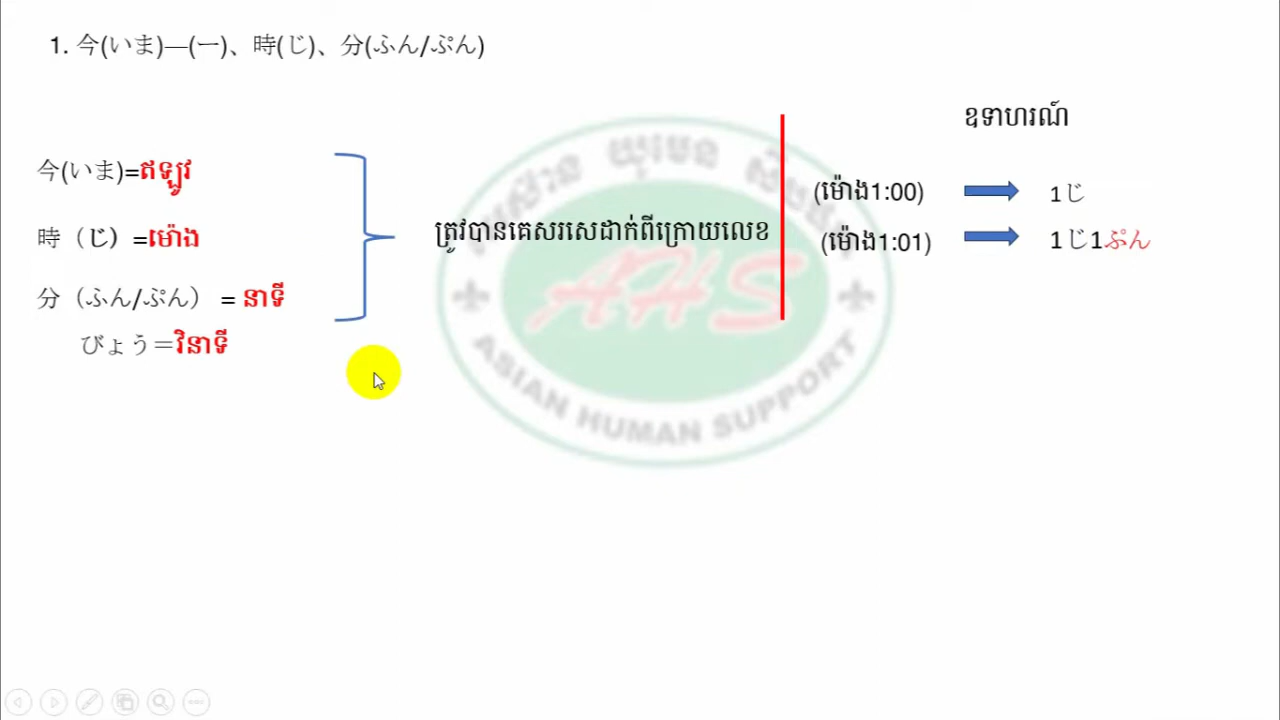 1. 今(いま)—(一)、時(じ)、分(ふん/ぷん)
ឧទាហរណ៍
今(いま)=ឥឡូវ
時（じ）=ម៉ោង
分（ふん/ぷん） = នាទី
びょう＝វិនាទី
ត្រូវបានគេសរសេដាក់ពីក្រោយលេខ
(ម៉ោង1:00) 1じ
(ម៉ោង1:01) 1じ1ぷん
AHS
ASIAN HUMAN SUPPORT